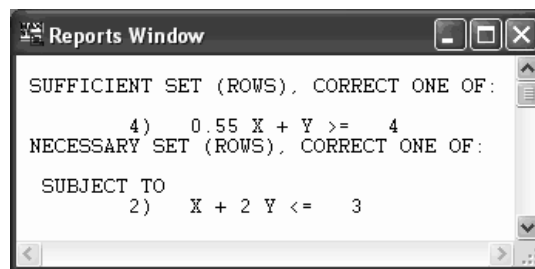 Reports Window
SUFFICIENT SET (ROWS), CORRECT ONE OF:
4) 0.55 X + Y >= 4
NECESSARY SET (ROWS), CORRECT ONE OF:
SUBJECT TO
2) X + 2 Y <= 3